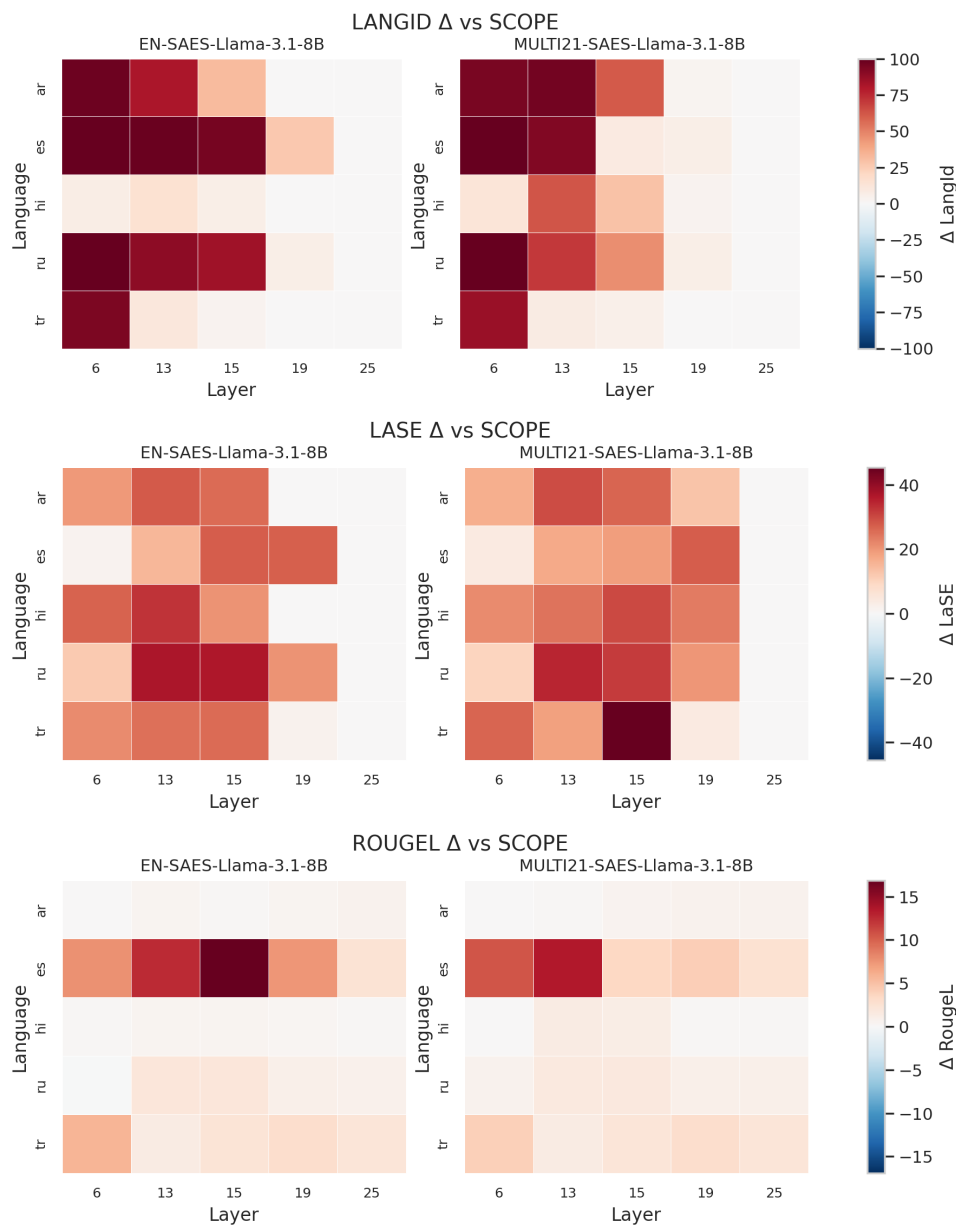 LANGID Δ vs SCOPE
EN-SAES-Llama-3.1-8B
MULTI21-SAES-Llama-3.1-8B
Language
ar
es
hi
ru
tr
6 13 15 19 25
Layer
Language
ar
es
hi
ru
tr
6 13 15 19 25
Layer
100
75
50
25
0
−25
−50
−75
−100
Δ LangId
LASE Δ vs SCOPE
EN-SAES-Llama-3.1-8B
MULTI21-SAES-Llama-3.1-8B
Language
ar
es
hi
ru
tr
6 13 15 19 25
Layer
Language
ar
es
hi
ru
tr
6 13 15 19 25
Layer
40
20
0
−20
−40
Δ LaSE
ROUGEL Δ vs SCOPE
EN-SAES-Llama-3.1-8B
MULTI21-SAES-Llama-3.1-8B
Language
ar
es
hi
ru
tr
6 13 15 19 25
Layer
Language
ar
es
hi
ru
tr
6 13 15 19 25
Layer
15
10
5
0
−5
−10
−15
Δ RougeL